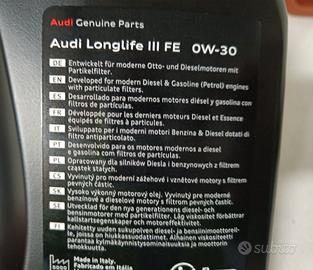 Audi Genuine Parts
Audi Longlife III FE 0W-30
DE Entwickelt für moderne Otto- und Dieselmotoren mit
Partikelfilter.
EN Developed for modern Diesel & Gasoline (Petrol) engines
with particulate filters.
ES Desarrollado para modernos motores diésel y gasolina con
filtros de partículas.
FR Développée pour les derniers moteurs Diesel et Essence
équipés de filtres à particules.
IT Sviluppato per i moderni motori Benzina & Diesel dotati di
filtro antiparticolato.
PT Desenvolvido para os motores modernos a diesel
e gasolina com filtros de partículas.
PL Opracowany dla silników Diesla i benzynowych z filtrem
cząstek stałych.
CS Vyvinutý pro moderní zážehové i vznětové motory s filtrem
pevných částic.
SK Vysoko výkonný motorový olej. Vyvinutý pre moderné
benzínové a dieselové motory s filtrom pevných častíc.
SE Utvecklad för den nya generationens diesel- och
bensinmotorer med partikelfilter. Låg viskositet förbättrar
kallstartsegenskaper och motoreffektivitet.
FI Kehitetty uuden sukupolven diesel- ja bensiinimoottoreille,
joissa on hiukkassuodattimet. Alhainen viskositeetti
parantaa kylmäkäynnistysominaisuuksia ja moottorin
tehokkuutta.
Made in Italy.
Fabricado em Itália
SUBITO